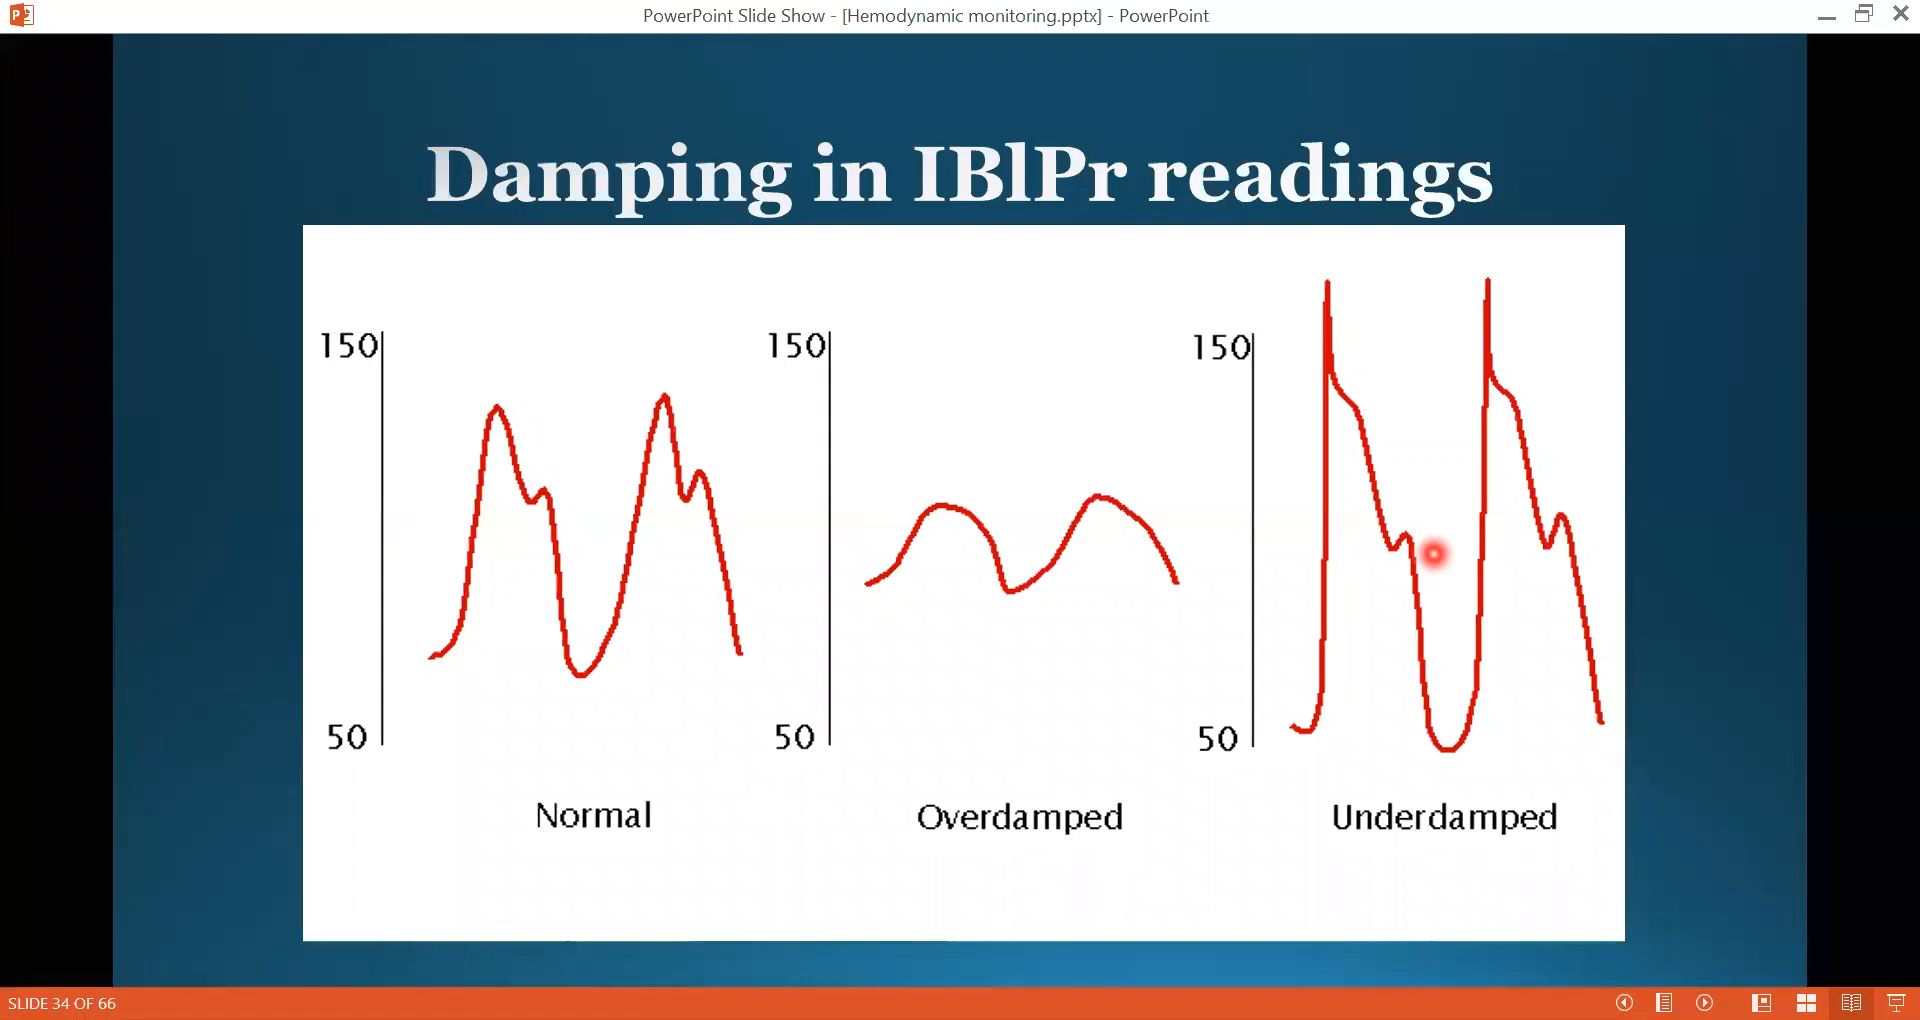 PowerPoint Slide Show - [Hemodynamic monitoring.pptx] - PowerPoint
Damping in IBlPr readings
150 150 150
50 50 50
Normal Overdamped Underdamped
SLIDE 34 OF 66